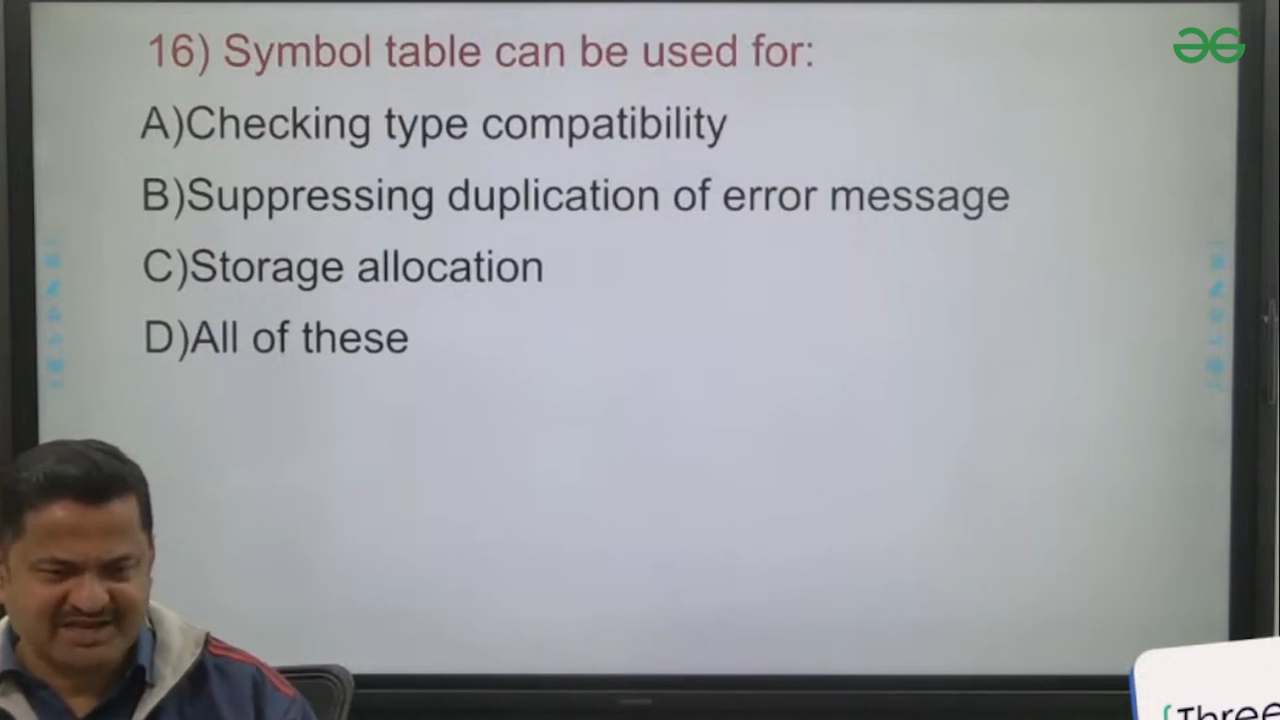 16) Symbol table can be used for:
A)Checking type compatibility
B)Suppressing duplication of error message
C)Storage allocation
D)All of these
{Three